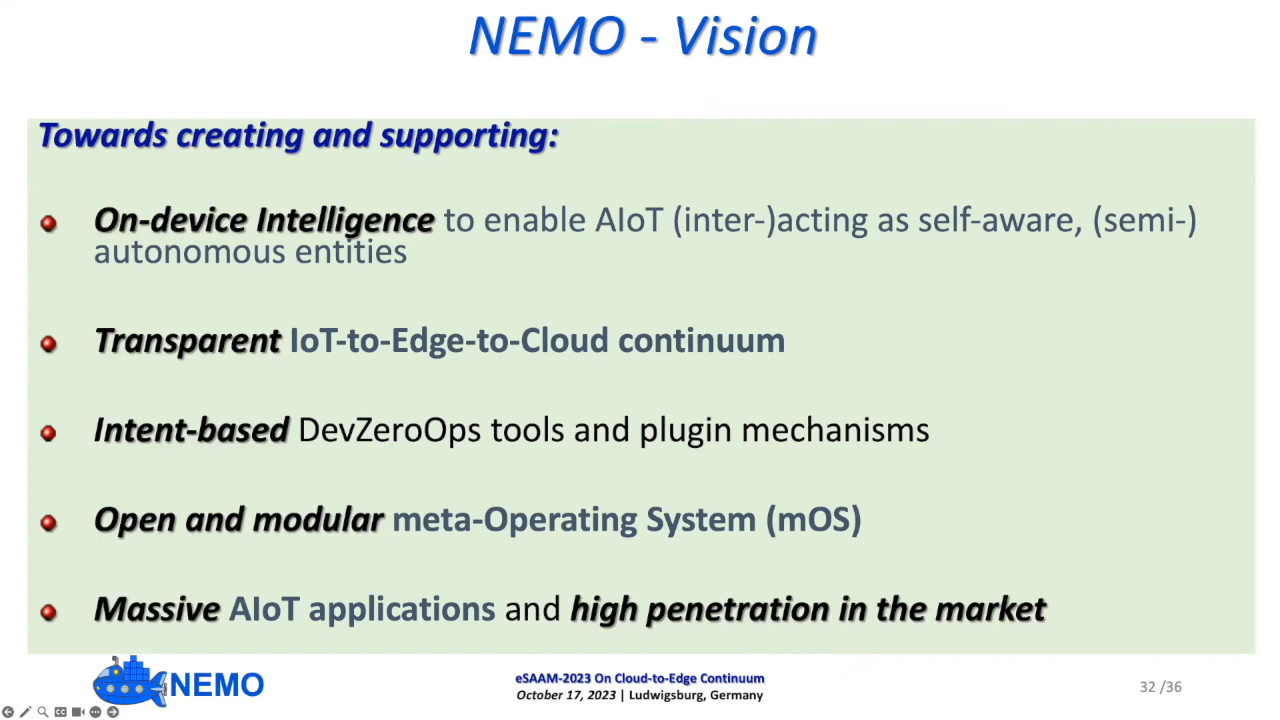 NEMO - Vision
Towards creating and supporting:
On-device Intelligence to enable AIoT (inter-)acting as self-aware, (semi-)
autonomous entities
Transparent IoT-to-Edge-to-Cloud continuum
Intent-based DevZeroOps tools and plugin mechanisms
Open and modular meta-Operating System (mOS)
Massive AIoT applications and high penetration in the market
NEMO
eSAAM-2023 On Cloud-to-Edge Continuum
October 17, 2023 | Ludwigsburg, Germany
32 /36